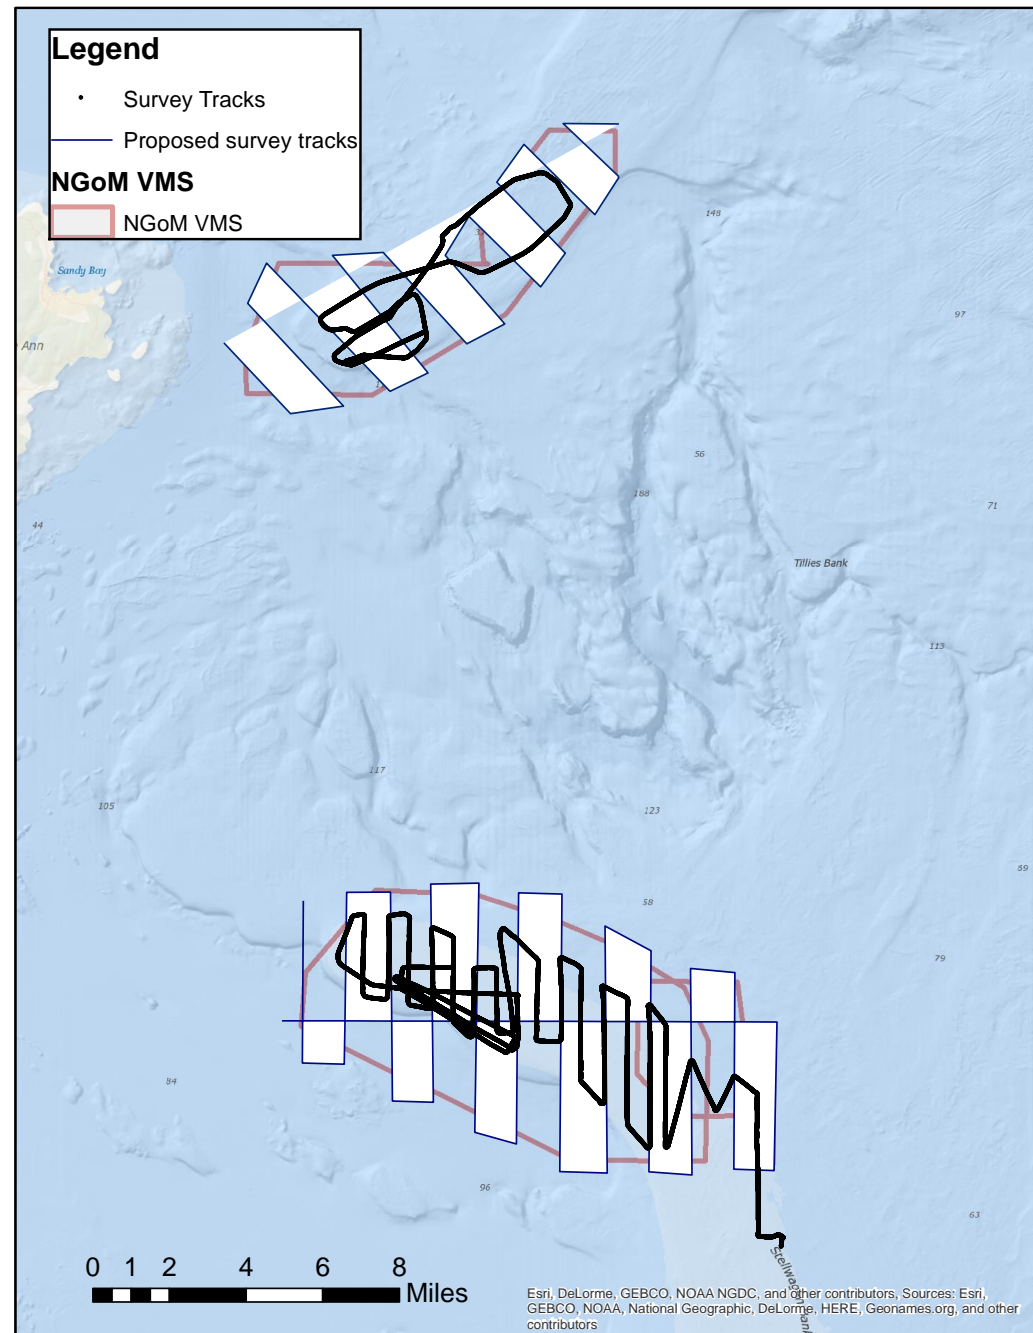 Legend
Survey Tracks
Proposed survey tracks
NGoM VMS
NGoM VMS
148
Sandy Bay
97
Ann
56
188
71
44
Tillies Bank
113
117
105
123
69
58
79
84
96
63
Stellwagen Bank
0 1 2 4 6 8
Miles
Esri, DeLorme, GEBCO, NOAA NGDC, and other contributors, Sources: Esri,
GEBCO, NOAA, National Geographic, DeLorme, HERE, Geonames.org, and other
contributors